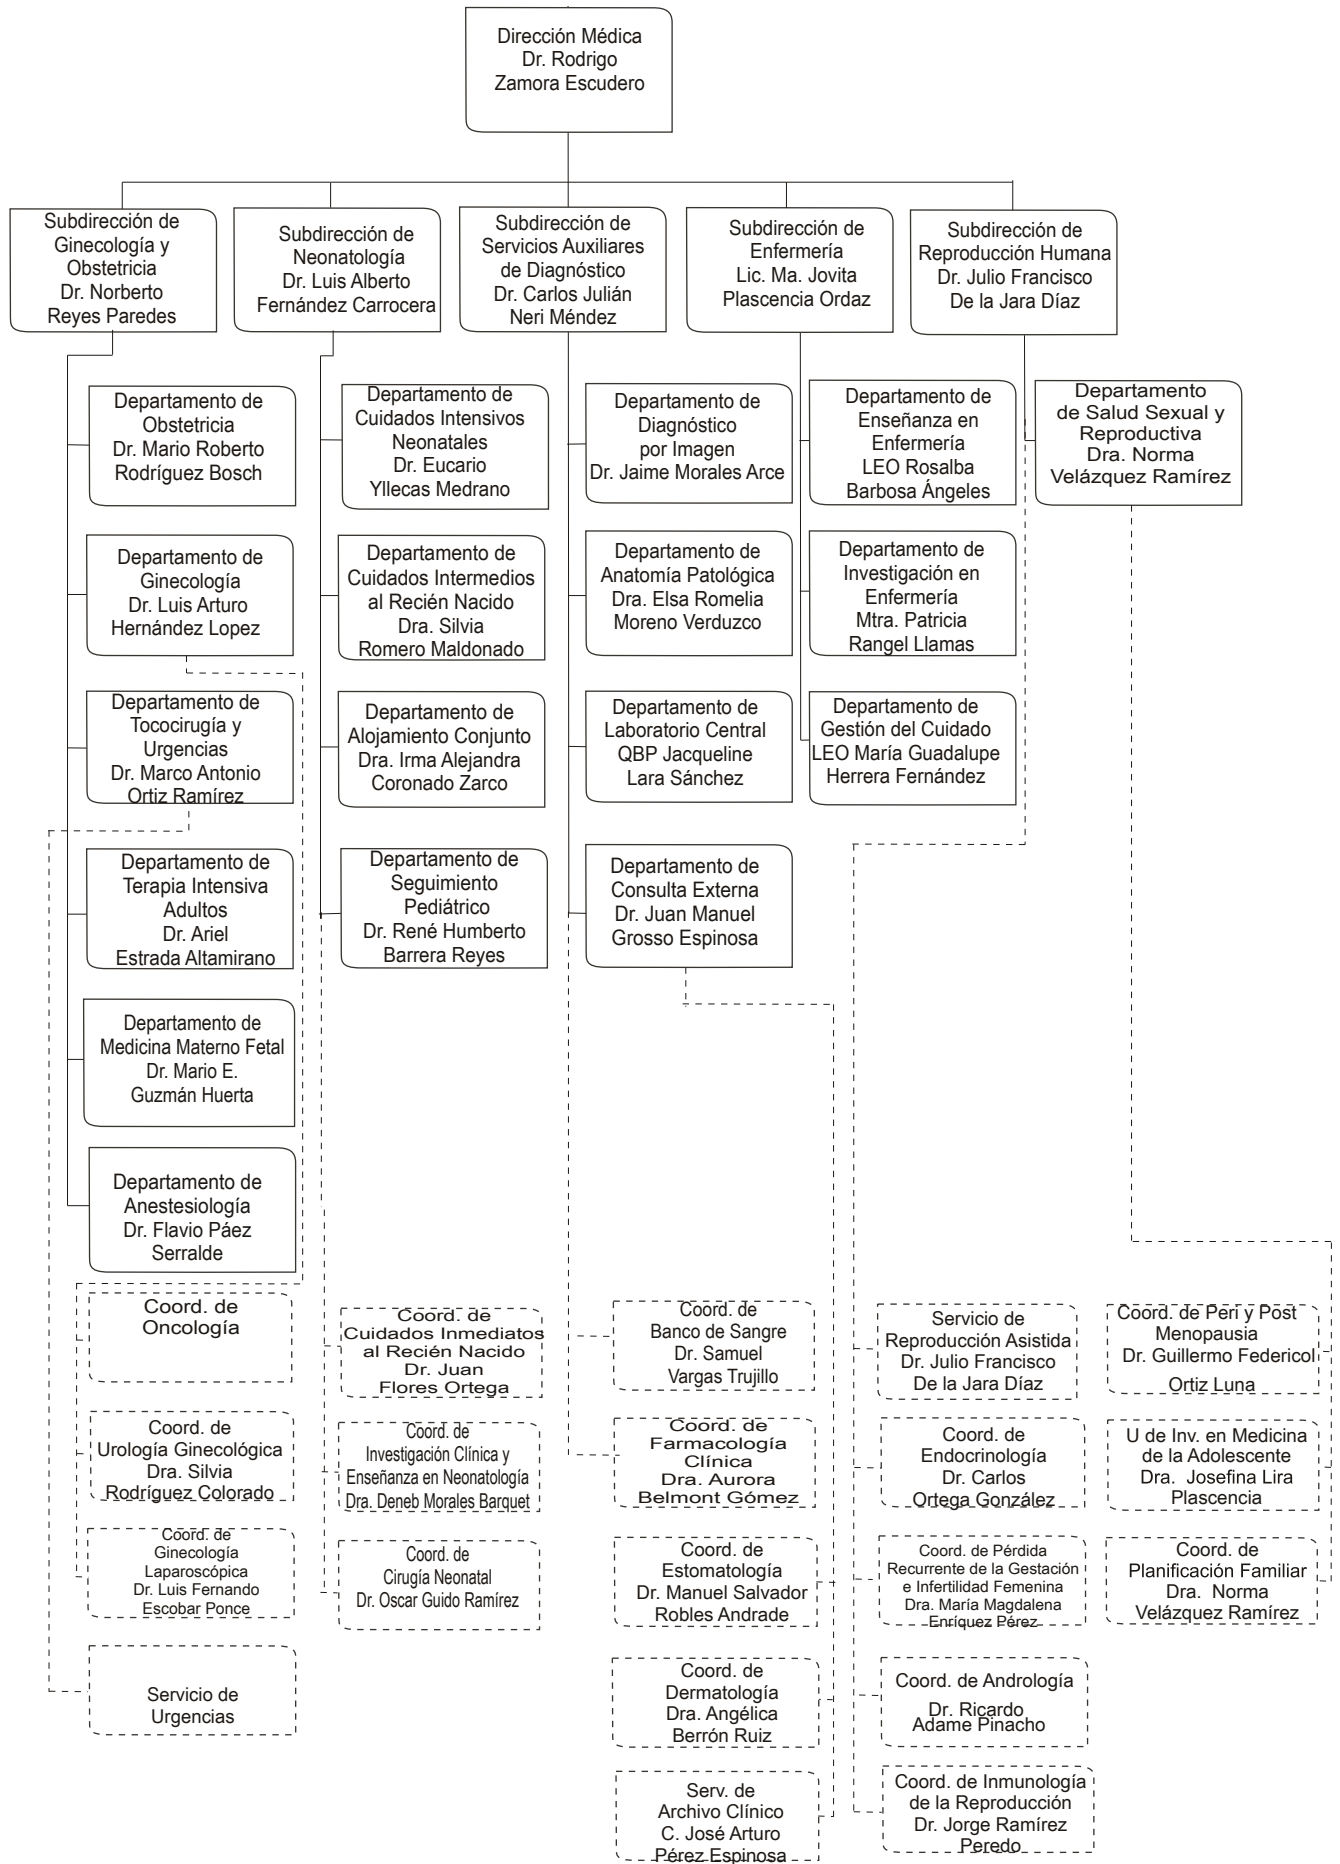 Dirección Médica
Dr. Rodrigo
Zamora Escudero
Subdirección de
Ginecología y
Obstetricia
Dr. Norberto
Reyes Paredes
Subdirección de
Neonatología
Dr. Luis Alberto
Fernández Carrocera
Subdirección de
Servicios Auxiliares
de Diagnóstico
Dr. Carlos Julián
Neri Méndez
Subdirección de
Enfermería
Lic. Ma. Jovita
Plascencia Ordaz
Subdirección de
Reproducción Humana
Dr. Julio Francisco
De la Jara Díaz
Departamento de
Obstetricia
Dr. Mario Roberto
Rodríguez Bosch
Departamento de
Cuidados Intensivos
Neonatales
Dr. Eucario
Yllecas Medrano
Departamento de
Diagnóstico
por Imagen
Dr. Jaime Morales Arce
Departamento de
Enseñanza en
Enfermería
LEO Rosalba
Barbosa Ángeles
Departamento
de Salud Sexual y
Reproductiva
Dra. Norma
Velázquez Ramírez
Departamento de
Ginecología
Dr. Luis Arturo
Hernández Lopez
Departamento de
Cuidados Intermedios
al Recién Nacido
Dra. Silvia
Romero Maldonado
Departamento de
Anatomía Patológica
Dra. Elsa Romelia
Moreno Verduzco
Departamento de
Investigación en
Enfermería
Mtra. Patricia
Rangel Llamas
Departamento de
Tococirugía y
Urgencias
Dr. Marco Antonio
Ortiz Ramírez
Departamento de
Alojamiento Conjunto
Dra. Irma Alejandra
Coronado Zarco
Departamento de
Laboratorio Central
QBP Jacqueline
Lara Sánchez
Departamento de
Gestión del Cuidado
LEO María Guadalupe
Herrera Fernández
Departamento de
Terapia Intensiva
Adultos
Dr. Ariel
Estrada Altamirano
Departamento de
Seguimiento
Pediátrico
Dr. René Humberto
Barrera Reyes
Departamento de
Consulta Externa
Dr. Juan Manuel
Grosso Espinosa
Departamento de
Medicina Materno Fetal
Dr. Mario E.
Guzmán Huerta
Departamento de
Anestesiología
Dr. Flavio Páez
Serralde
Coord. de
Oncología
Coord. de
Cuidados Inmediatos
al Recién Nacido
Dr. Juan
Flores Ortega
Coord. de
Banco de Sangre
Dr. Samuel
Vargas Trujillo
Servicio de
Reproducción Asistida
Dr. Julio Francisco
De la Jara Díaz
Coord. de Peri y Post
Menopausia
Dr. Guillermo Federicol
Ortiz Luna
Coord. de
Urología Ginecológica
Dra. Silvia
Rodríguez Colorado
Coord. de
Investigación Clínica y
Enseñanza en Neonatología
Dra. Deneb Morales Barquet
Coord. de
Farmacología
Clínica
Dra. Aurora
Belmont Gómez
Coord. de
Endocrinología
Dr. Carlos
Ortega González
U de Inv. en Medicina
de la Adolescente
Dra. Josefina Lira
Plascencia
Coord. de
Ginecología
Laparoscópica
Dr. Luis Fernando
Escobar Ponce
Coord. de
Cirugía Neonatal
Dr. Oscar Guido Ramírez
Coord. de
Estomatología
Dr. Manuel Salvador
Robles Andrade
Coord. de Pérdida
Recurrente de la Gestación
e Infertilidad Femenina
Dra. María Magdalena
Enríquez Pérez
Coord. de
Planificación Familiar
Dra. Norma
Velázquez Ramírez
Servicio de
Urgencias
Coord. de
Dermatología
Dra. Angélica
Berrón Ruiz
Coord. de Andrología
Dr. Ricardo
Adame Pinacho
Serv. de
Archivo Clínico
C. José Arturo
Pérez Espinosa
Coord. de Inmunología
de la Reproducción
Dr. Jorge Ramírez
Peredo